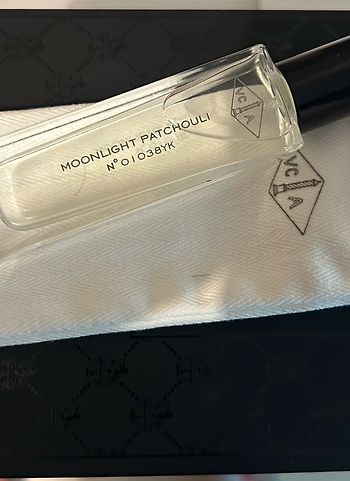 MOONLIGHT PATCHOULI
N° 01038YK
VC A
VC A